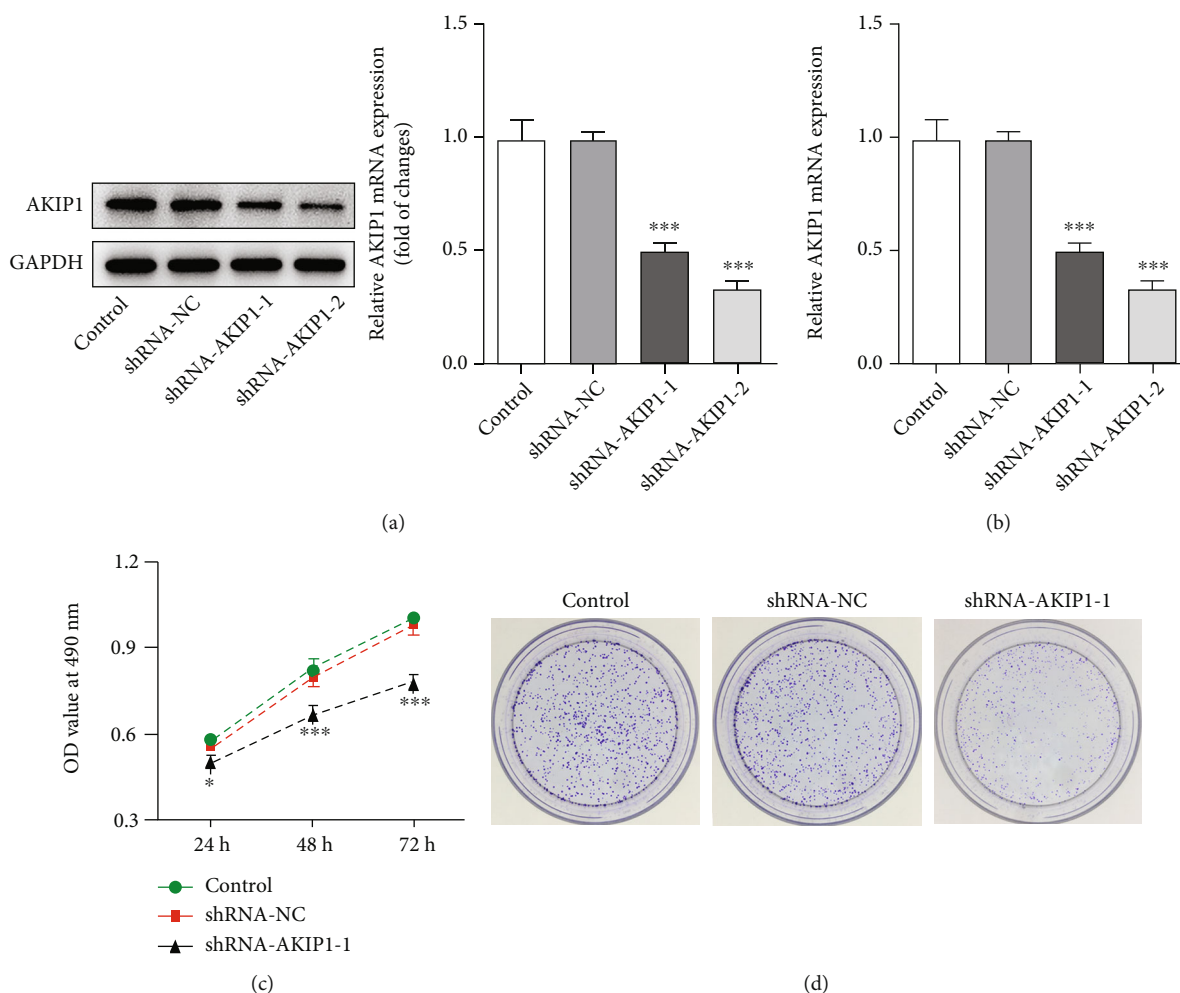 AKIP1
GAPDH
Control
shRNA-NC
shRNA-AKIP1-1
shRNA-AKIP1-2
Relative AKIP1 mRNA expression
(fold of changes)
1.5
1.0
0.5
0.0
***
***
Control
shRNA-NC
shRNA-AKIP1-1
shRNA-AKIP1-2
(a)
Relative AKIP1 mRNA expression
1.5
1.0
0.5
0.0
***
***
Control
shRNA-NC
shRNA-AKIP1-1
shRNA-AKIP1-2
(b)
OD value at 490 nm
1.2
0.9
0.6
0.3
*
***
***
24 h
48 h
72 h
Control
shRNA-NC
shRNA-AKIP1-1
(c)
Control
shRNA-NC
shRNA-AKIP1-1
(d)